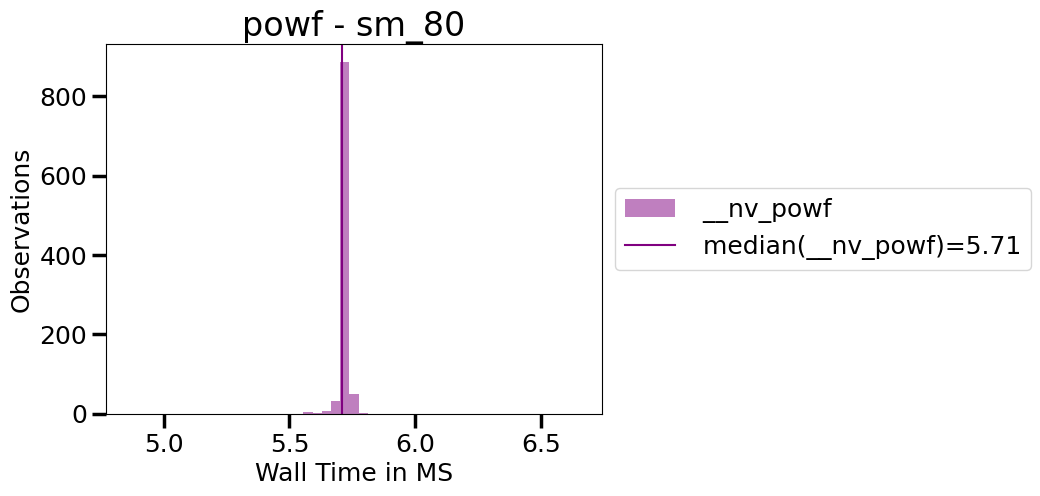 powf - sm_80
800
600
400
200
0
Observations
5.0 5.5 6.0 6.5
Wall Time in MS
__nv_powf
median(__nv_powf)=5.71